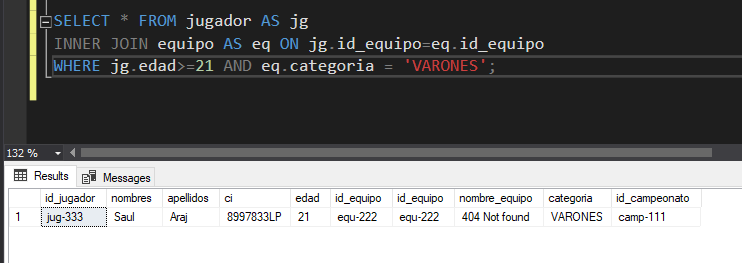 SELECT * FROM jugador AS jg
INNER JOIN equipo AS eq ON jg.id_equipo=eq.id_equipo
WHERE jg.edad>=21 AND eq.categoria = 'VARONES';
132 %
Results Messages
id_jugador nombres apellidos ci edad id_equipo id_equipo nombre_equipo categoria id_campeonato
1 jug-333 Saul Araj 8997833LP 21 equ-222 equ-222 404 Not found VARONES camp-111